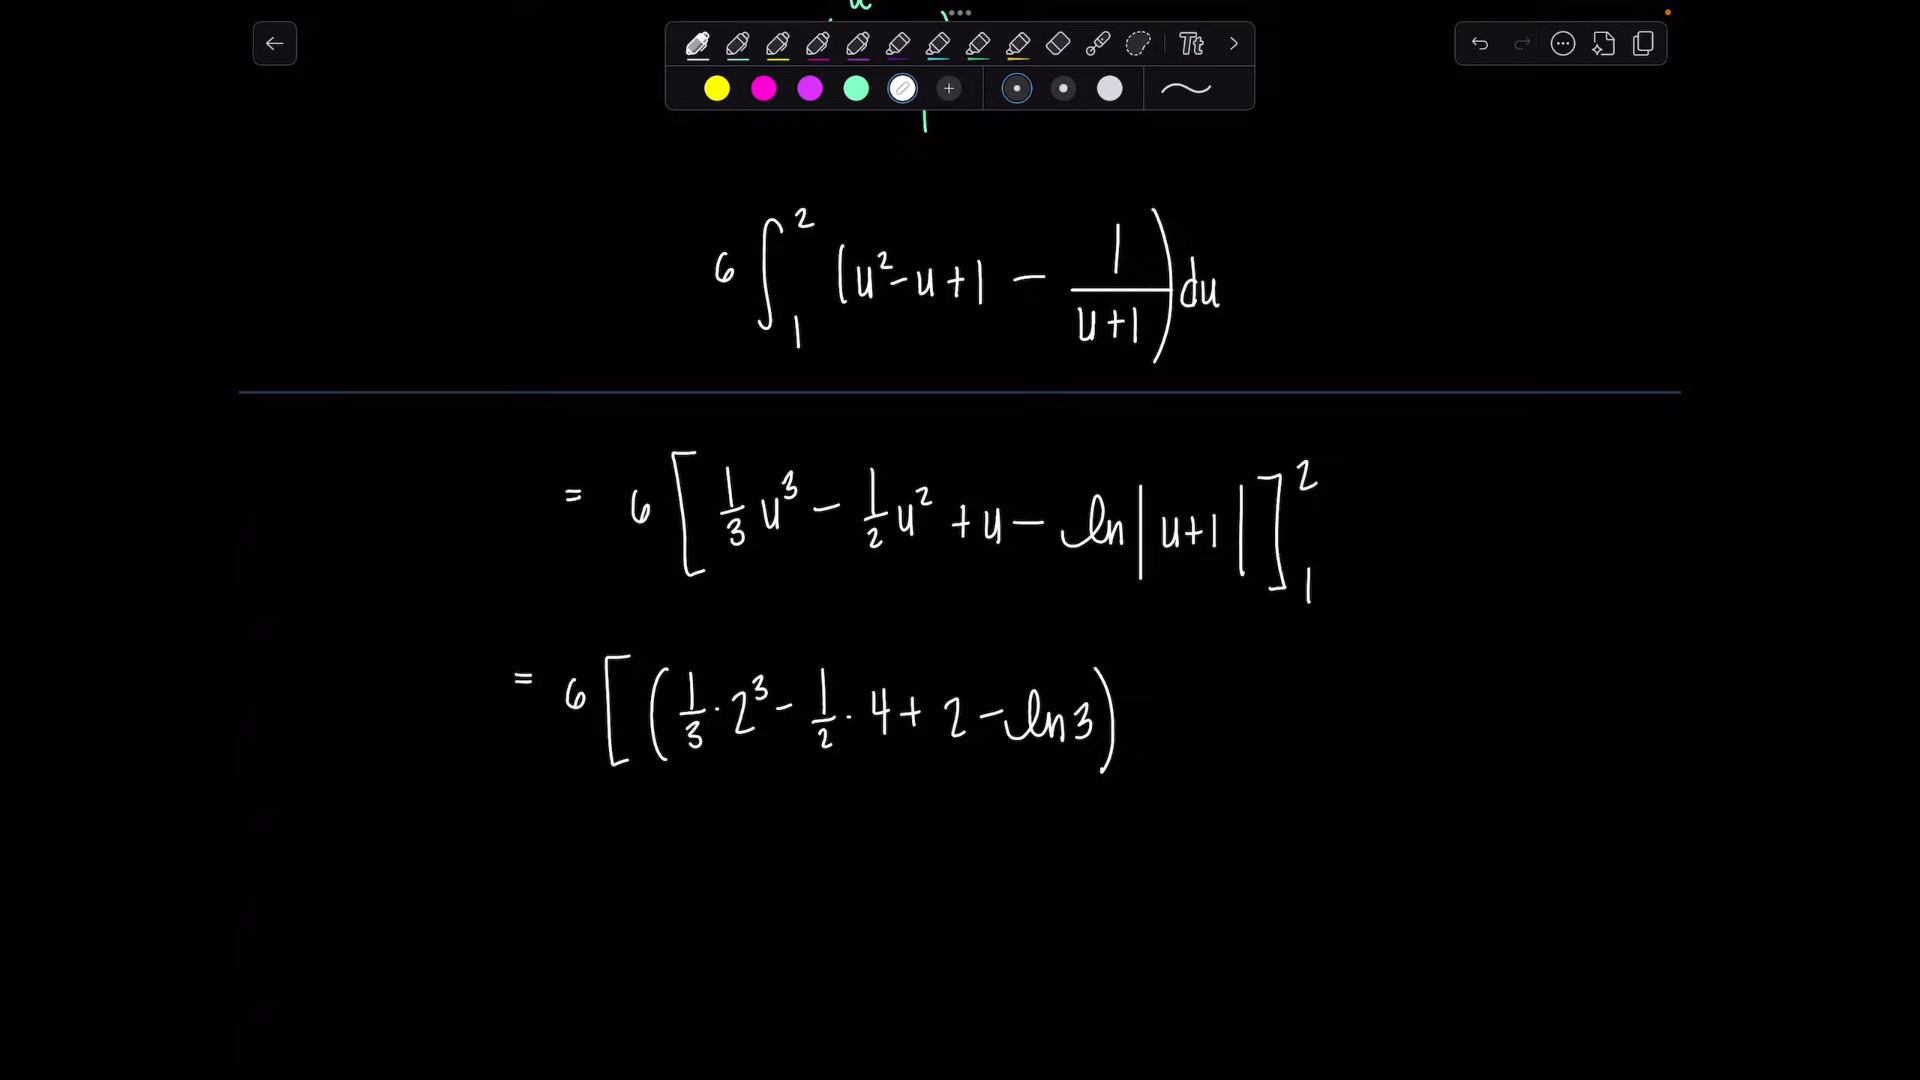 Tt
6 ∫₁² (u² - u + 1 - 1/(u+1)) du
= 6 [ 1/3 u³ - 1/2 u² + u - ln|u+1| ]₁²
= 6 [ ( 1/3 · 2³ - 1/2 · 4 + 2 - ln 3 )